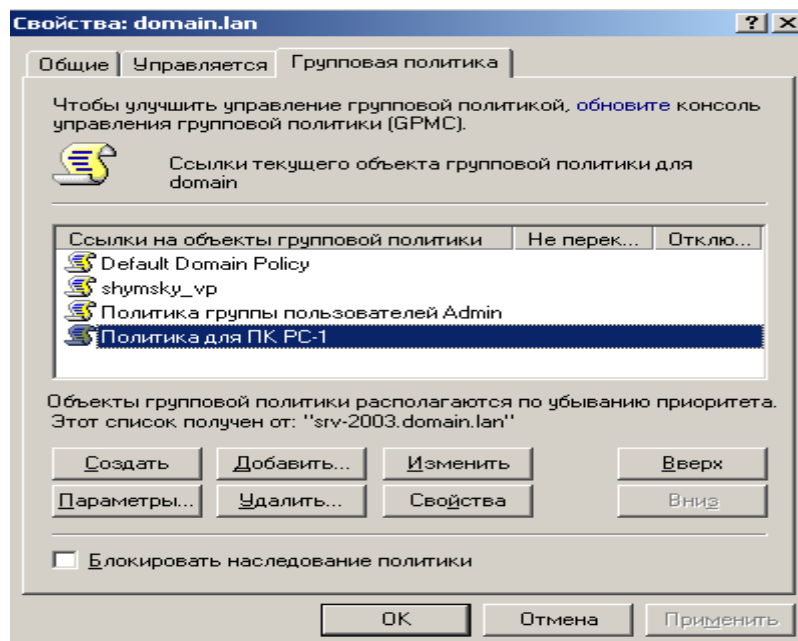 Свойства: domain.lan
Общие Управляется Групповая политика
Чтобы улучшить управление групповой политикой, обновите консоль
управления групповой политики (GPMC).
Ссылки текущего объекта групповой политики для
domain
Ссылки на объекты групповой политики Не перек... Отклю...
Default Domain Policy
shymsky_vp
Политика группы пользователей Admin
Политика для ПК PC-1
Объекты групповой политики располагаются по убыванию приоритета.
Этот список получен от: "srv-2003.domain.lan"
Создать Добавить... Изменить Вверх
Параметры... Удалить... Свойства Вниз
Блокировать наследование политики
OK Отмена Применить